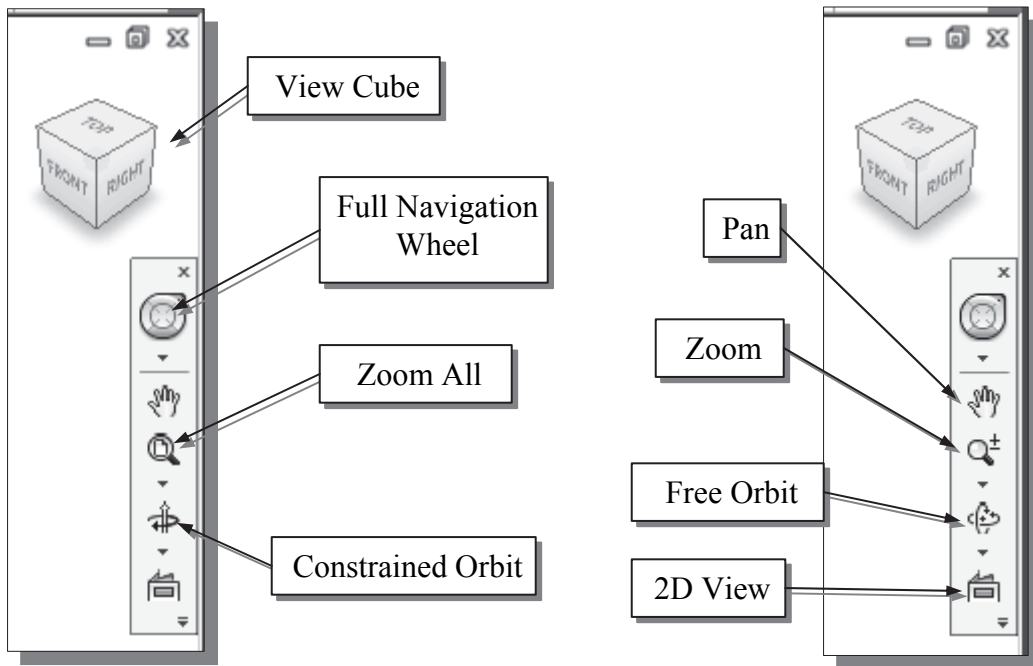 View Cube
TOP
FRONT
RIGHT
Full Navigation
Wheel
Zoom All
Constrained Orbit
TOP
FRONT
RIGHT
Pan
Zoom
Free Orbit
2D View